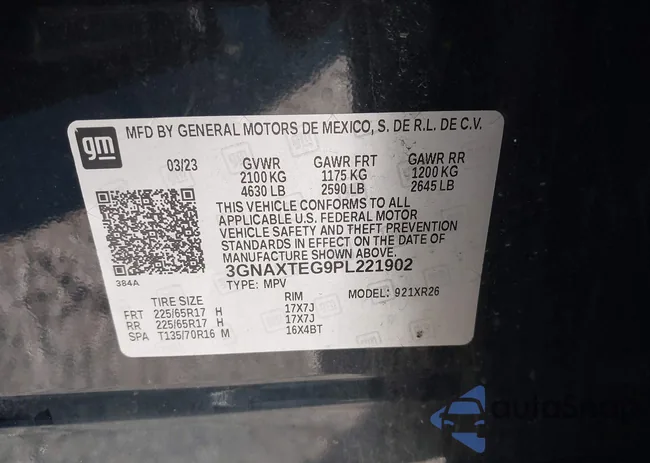 gm
MFD BY GENERAL MOTORS DE MEXICO, S. DE R.L. DE C.V.
03/23 GVWR GAWR FRT GAWR RR
2100 KG 1175 KG 1200 KG
4630 LB 2590 LB 2645 LB
THIS VEHICLE CONFORMS TO ALL
APPLICABLE U.S. FEDERAL MOTOR
VEHICLE SAFETY AND THEFT PREVENTION
STANDARDS IN EFFECT ON THE DATE OF
MANUFACTURE SHOWN ABOVE.
3GNAXTEG9PL221902
384A
TYPE: MPV MODEL: 921XR26
TIRE SIZE RIM
FRT 225/65R17 H 17X7J
RR 225/65R17 H 17X7J
SPA T135/70R16 M 16X4BT